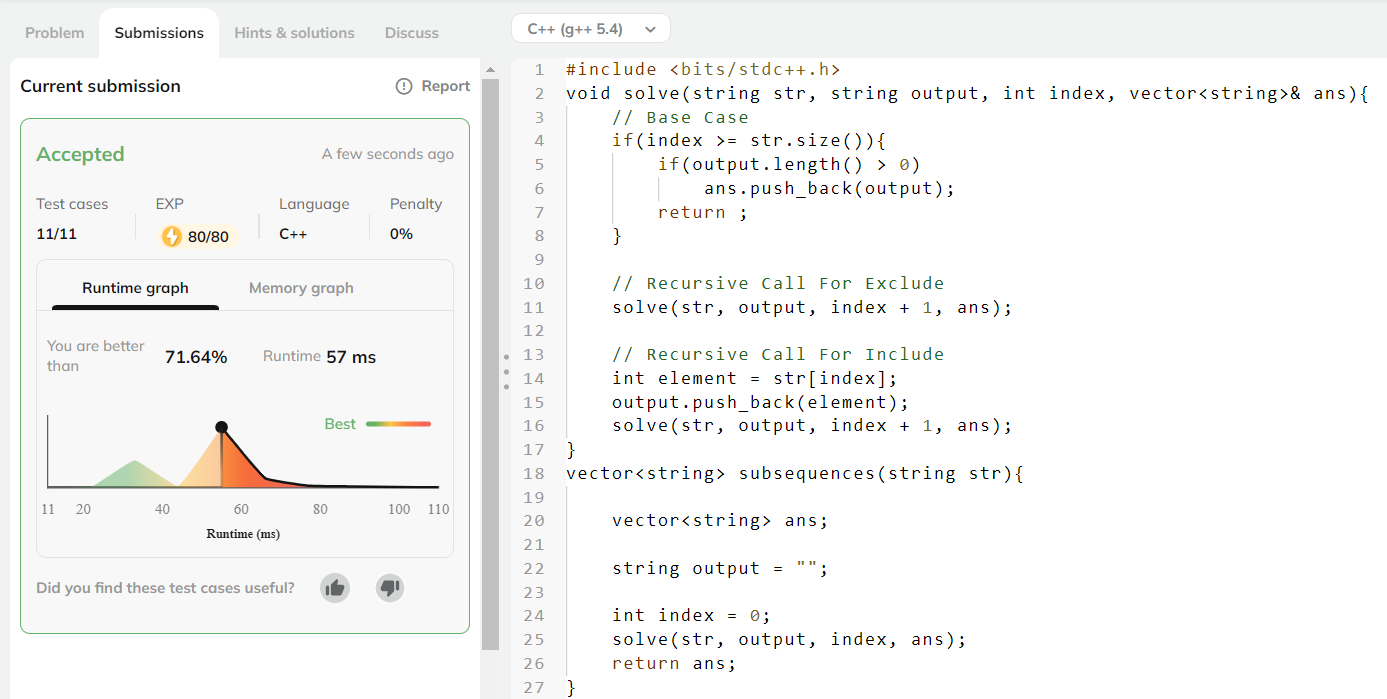 Problem
Submissions
Hints & solutions
Discuss
Current submission
Report
Accepted
A few seconds ago
Test cases
EXP
Language
Penalty
11/11
80/80
C++
0%
Runtime graph
Memory graph
You are better
than
71.64%
Runtime 57 ms
Best
11 20 40 60 80 100 110
Runtime (ms)
Did you find these test cases useful?
C++ (g++ 5.4)
1 #include <bits/stdc++.h>
2 void solve(string str, string output, int index, vector<string>& ans){
3     // Base Case
4     if(index >= str.size()){
5         if(output.length() > 0)
6             ans.push_back(output);
7         return ;
8     }
9
10     // Recursive Call For Exclude
11     solve(str, output, index + 1, ans);
12
13     // Recursive Call For Include
14     int element = str[index];
15     output.push_back(element);
16     solve(str, output, index + 1, ans);
17 }
18 vector<string> subsequences(string str){
19
20     vector<string> ans;
21
22     string output = "";
23
24     int index = 0;
25     solve(str, output, index, ans);
26     return ans;
27 }